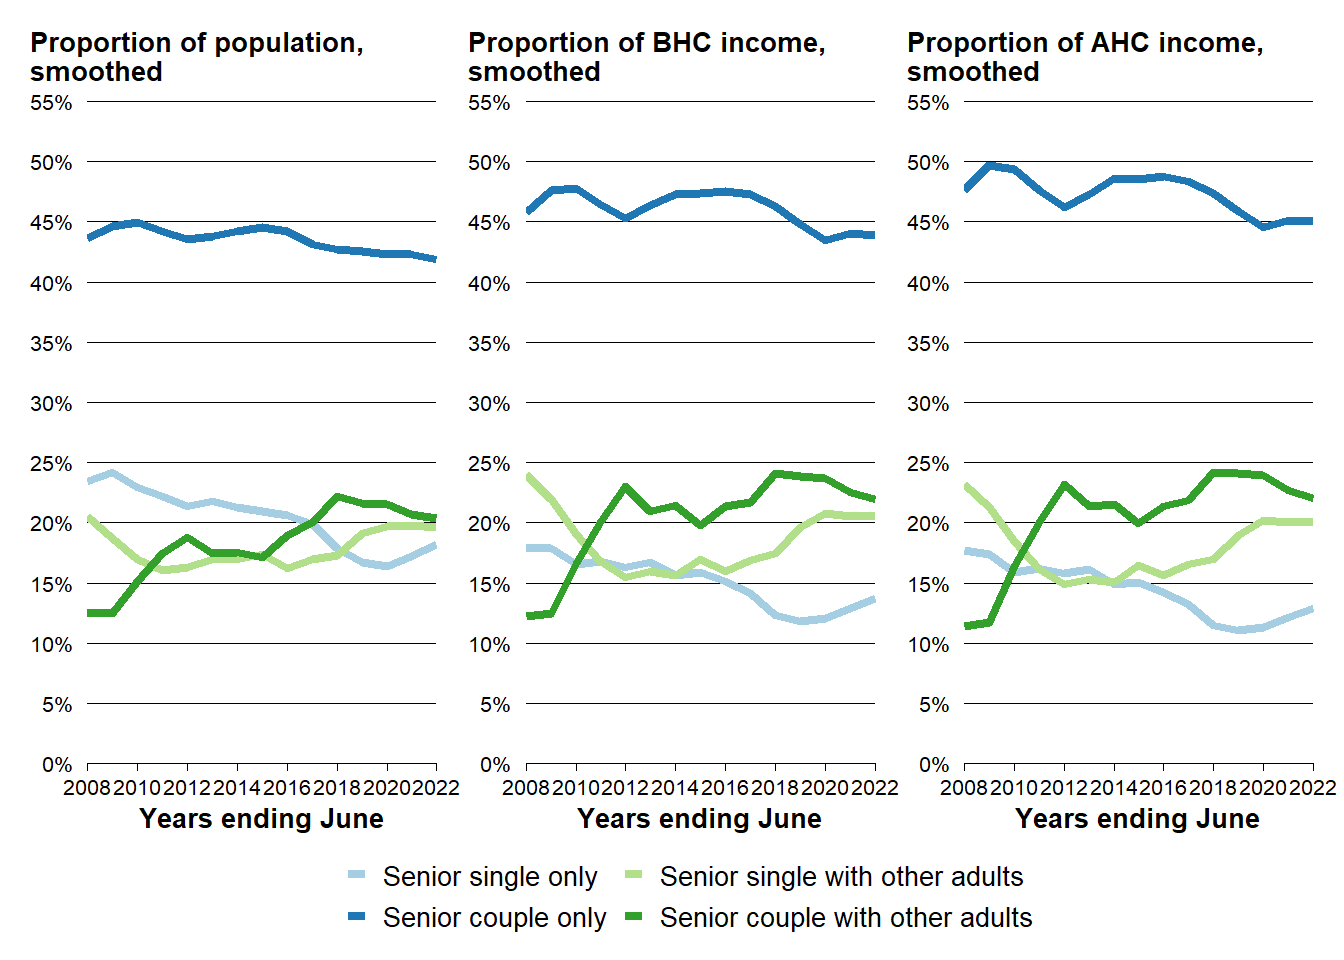 Proportion of population,
smoothed
55%
50%
45%
40%
35%
30%
25%
20%
15%
10%
5%
0%
2008 2010 2012 2014 2016 2018 2020 2022
Years ending June
Proportion of BHC income,
smoothed
55%
50%
45%
40%
35%
30%
25%
20%
15%
10%
5%
0%
2008 2010 2012 2014 2016 2018 2020 2022
Years ending June
Proportion of AHC income,
smoothed
55%
50%
45%
40%
35%
30%
25%
20%
15%
10%
5%
0%
2008 2010 2012 2014 2016 2018 2020 2022
Years ending June
Senior single only
Senior single with other adults
Senior couple only
Senior couple with other adults